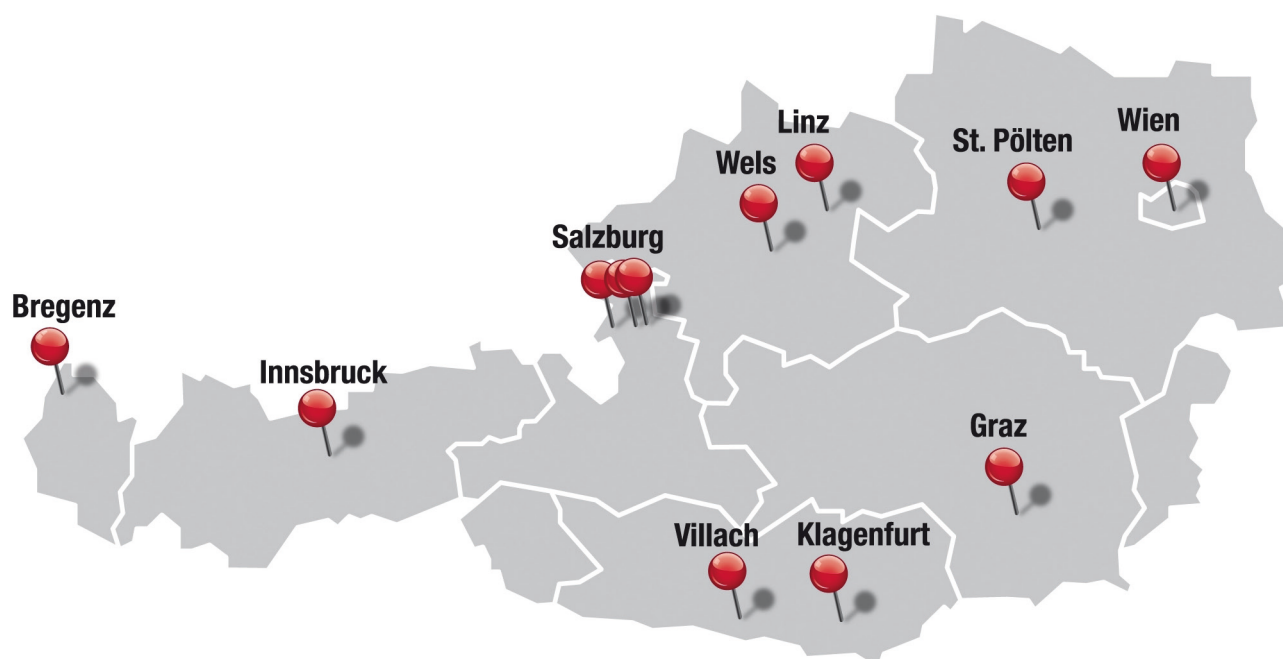 Linz
Wien
St. Pölten
Wels
Salzburg
Bregenz
Innsbruck
Graz
Villach
Klagenfurt